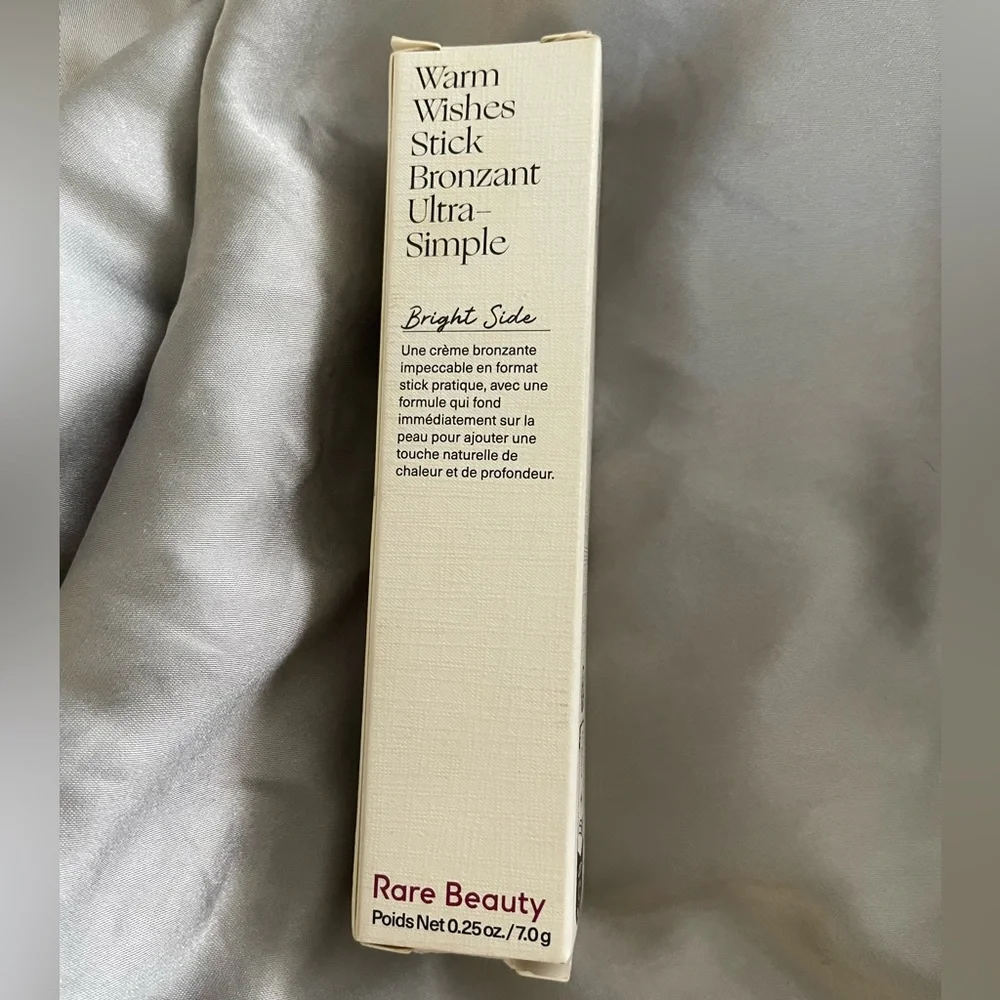 Warm
Wishes
Stick
Bronzant
Ultra-
Simple
Bright Side
Une crème bronzante
impeccable en format
stick pratique, avec une
formule qui fond
immédiatement sur la
peau pour ajouter une
touche naturelle de
chaleur et de profondeur.
Rare Beauty
Poids Net 0.25 oz. / 7.0 g